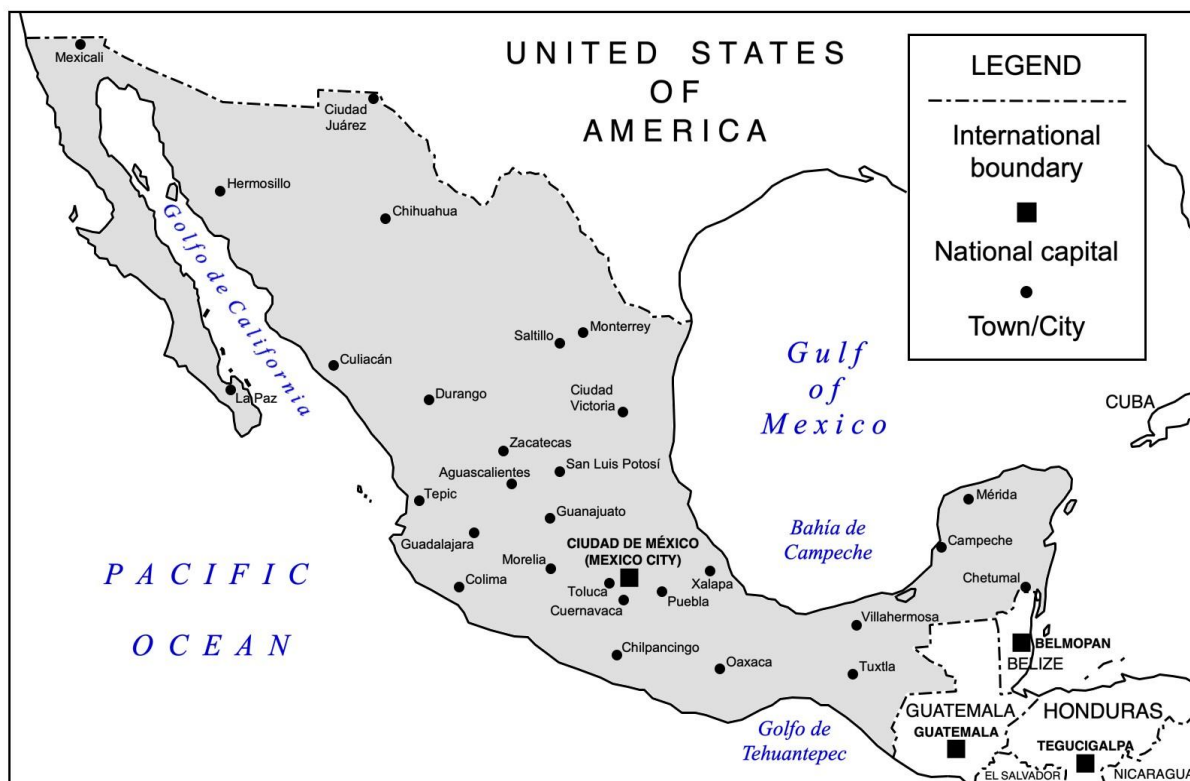 UNITED STATES
OF
AMERICA
LEGEND
International
boundary
National capital
Town/City
Mexicali
Ciudad
Juárez
Hermosillo
Chihuahua
Golfo de California
Monterrey
Saltillo
Culiacán
La Paz
Durango
Ciudad
Victoria
Gulf
of
Mexico
CUBA
Zacatecas
San Luis Potosí
Aguascalientes
Tepic
Guanajuato
Guadalajara
Mérida
Bahía de
Campeche
Campeche
CIUDAD DE MÉXICO
(MEXICO CITY)
Morelia
Colima
Toluca
Cuernavaca
Puebla
Xalapa
Chetumal
PACIFIC
OCEAN
Villahermosa
Chilpancingo
Oaxaca
Tuxtla
BELMOPAN
BELIZE
Golfo de
Tehuantepec
GUATEMALA
GUATEMALA
HONDURAS
TEGUCIGALPA
EL SALVADOR
NICARAGUA